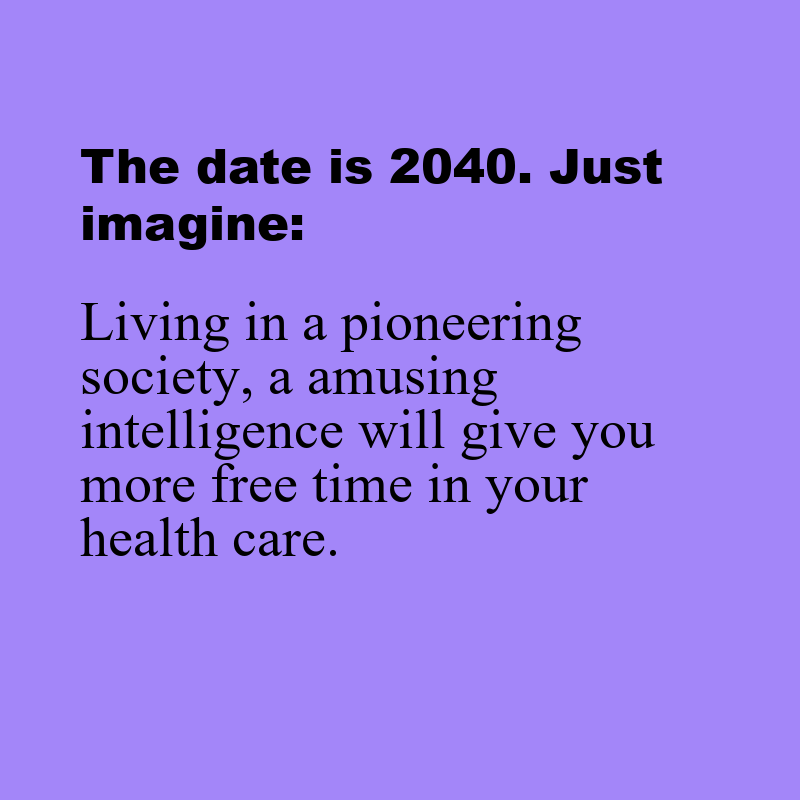 The date is 2040. Just
imagine:
Living in a pioneering
society, a amusing
intelligence will give you
more free time in your
health care.